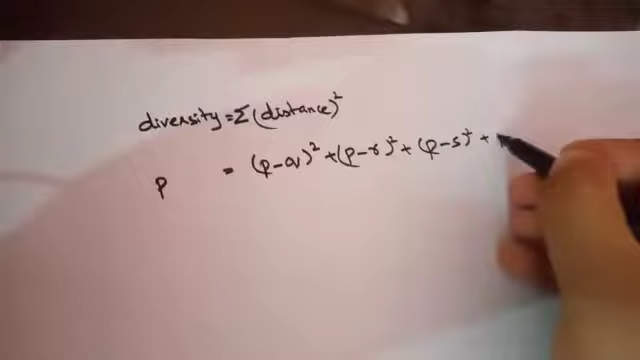 diversity = Σ(distance)²
p = (p-q)² + (p-r)² + (p-s)² +